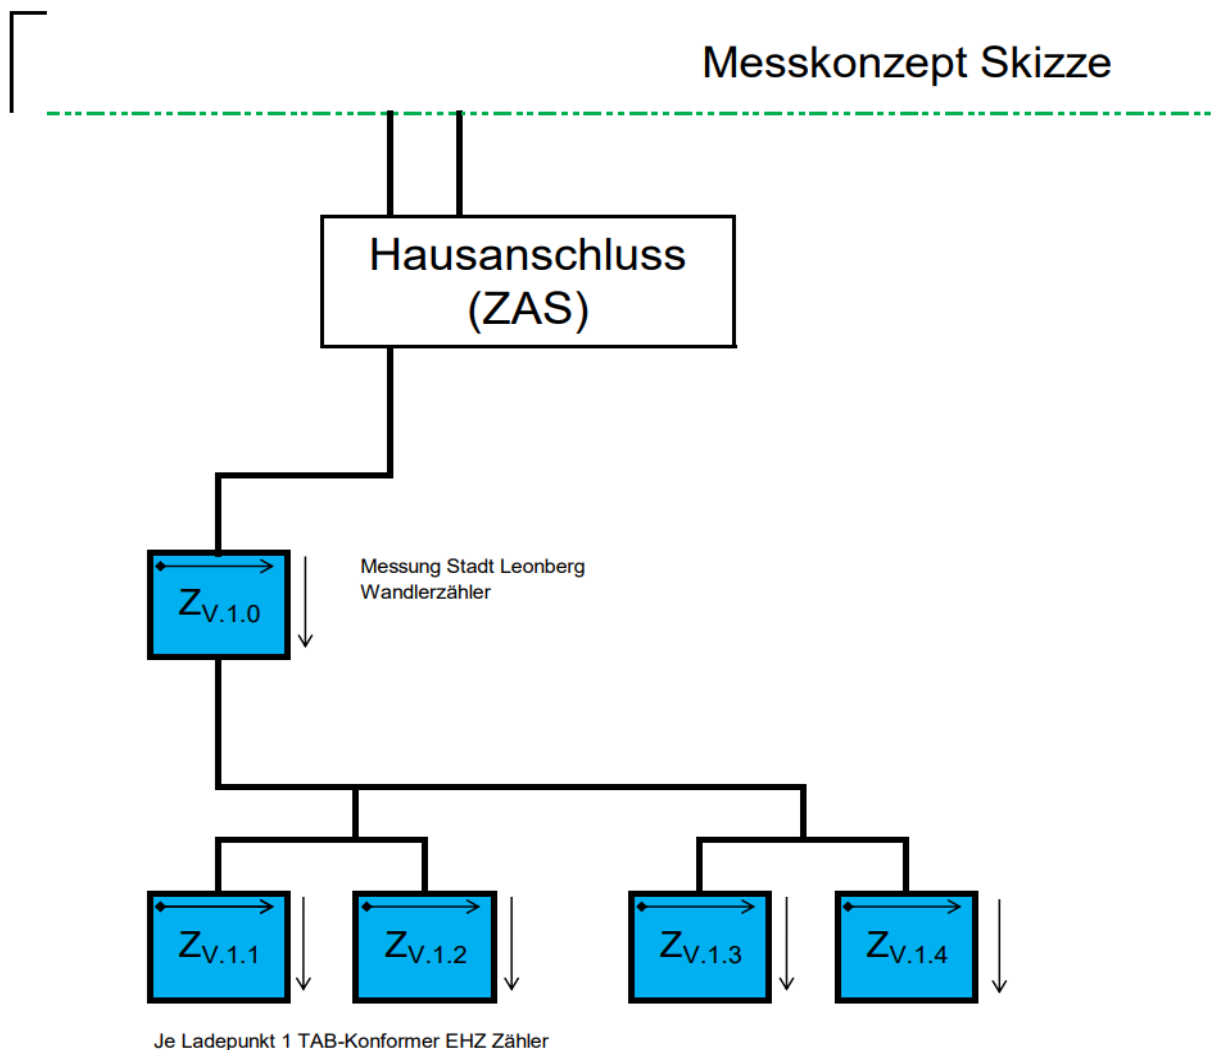 Messkonzept Skizze
Hausanschluss
(ZAS)
Messung Stadt Leonberg
Wandlerzähler
ZV.1.0
ZV.1.1
ZV.1.2
ZV.1.3
ZV.1.4
Je Ladepunkt 1 TAB-Konformer EHZ Zähler